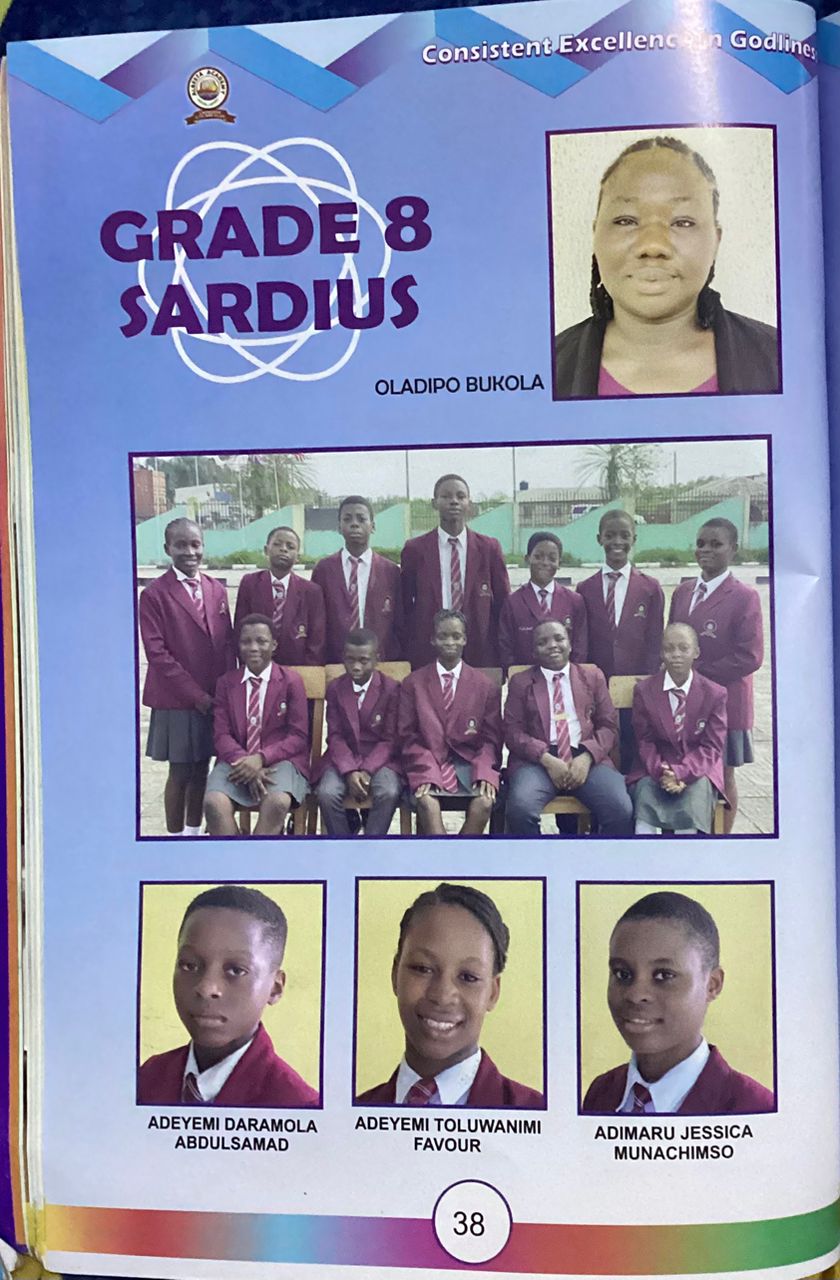 Consistent Excellence in Godlines
GRADE 8
SARDIUS
OLADIPO BUKOLA
ADEYEMI DARAMOLA
ABDULSAMAD
ADEYEMI TOLUWANIMI
FAVOUR
ADIMARU JESSICA
MUNACHIMSO
38